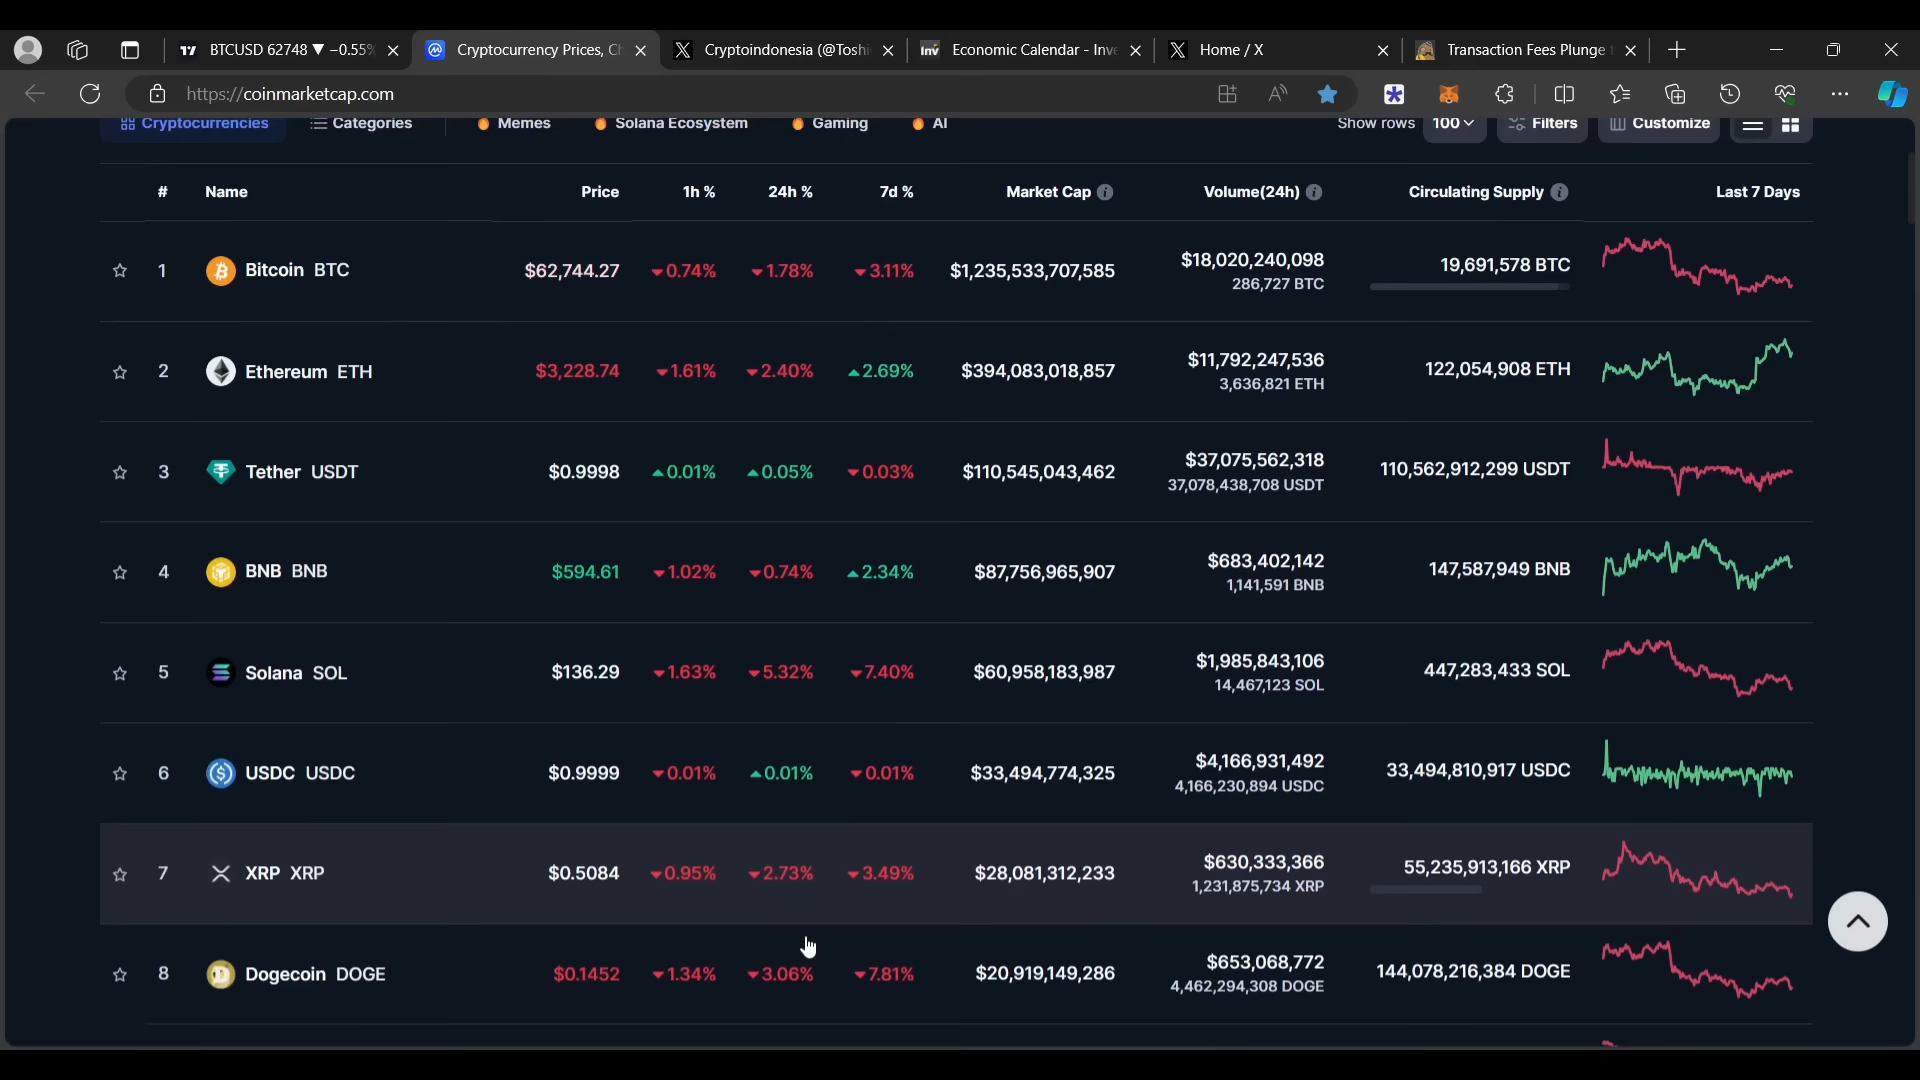 BTCUSD 62748 ▼ −0.55%
Cryptocurrency Prices, Ch
Cryptoindonesia (@Toshi
Inv Economic Calendar - Inve
Home / X
Transaction Fees Plunge
https://coinmarketcap.com
Cryptocurrencies Categories Memes Solana Ecosystem Gaming AI Show rows 100 Filters Customize
# Name Price 1h % 24h % 7d % Market Cap Volume(24h) Circulating Supply Last 7 Days
1 Bitcoin BTC $62,744.27 ▼0.74% ▼1.78% ▼3.11% $1,235,533,707,585 $18,020,240,098 19,691,578 BTC
286,727 BTC
2 Ethereum ETH $3,228.74 ▼1.61% ▼2.40% ▲2.69% $394,083,018,857 $11,792,247,536 122,054,908 ETH
3,636,821 ETH
3 Tether USDT $0.9998 ▲0.01% ▲0.05% ▼0.03% $110,545,043,462 $37,075,562,318 110,562,912,299 USDT
37,078,438,708 USDT
4 BNB BNB $594.61 ▼1.02% ▼0.74% ▲2.34% $87,756,965,907 $683,402,142 147,587,949 BNB
1,141,591 BNB
5 Solana SOL $136.29 ▼1.63% ▼5.32% ▼7.40% $60,958,183,987 $1,985,843,106 447,283,433 SOL
14,467,123 SOL
6 USDC USDC $0.9999 ▼0.01% ▲0.01% ▼0.01% $33,494,774,325 $4,166,931,492 33,494,810,917 USDC
4,166,230,894 USDC
7 XRP XRP $0.5084 ▼0.95% ▼2.73% ▼3.49% $28,081,312,233 $630,333,366 55,235,913,166 XRP
1,231,875,734 XRP
8 Dogecoin DOGE $0.1452 ▼1.34% ▼3.06% ▼7.81% $20,919,149,286 $653,068,772 144,078,216,384 DOGE
4,462,294,308 DOGE